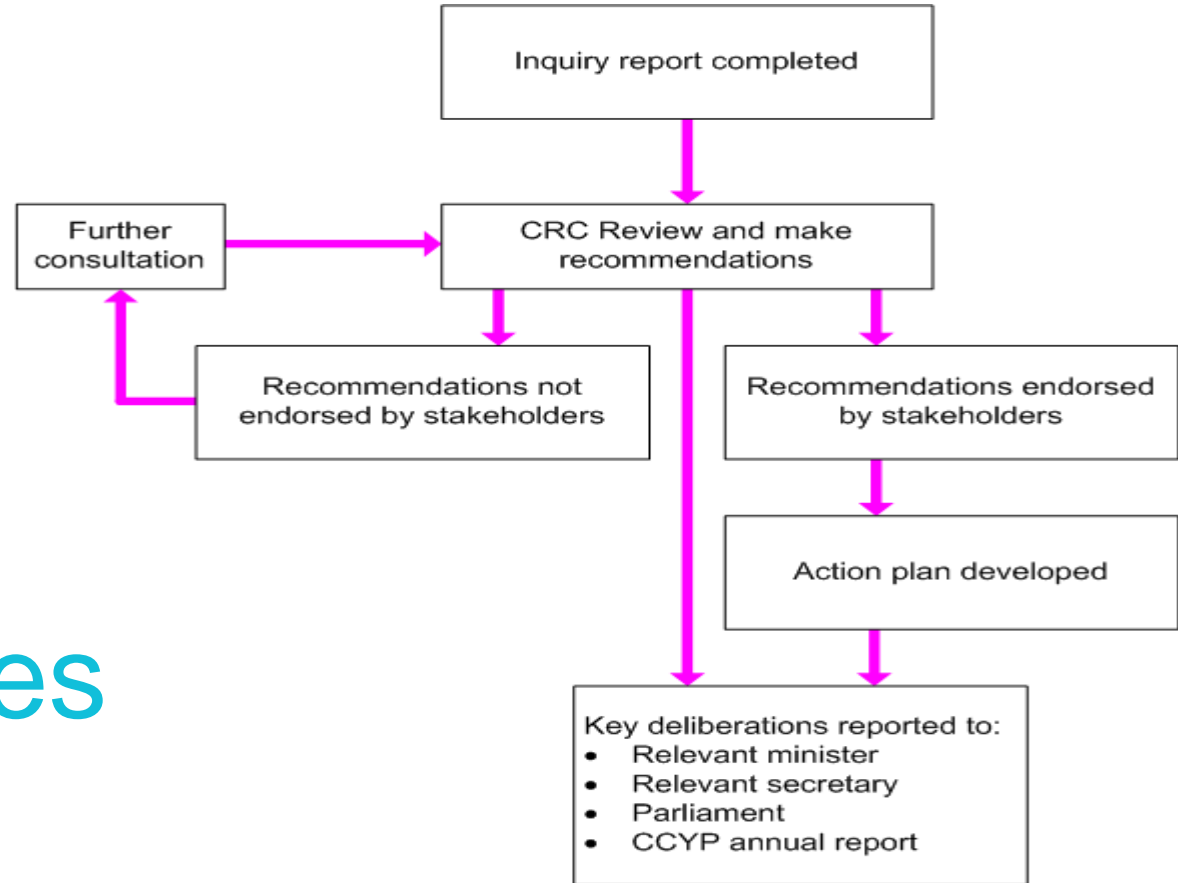 Inquiry report completed
Further
consultation
CRC Review and make
recommendations
Recommendations not
endorsed by stakeholders
Recommendations endorsed
by stakeholders
Action plan developed
es
Key deliberations reported to:
• Relevant minister
• Relevant secretary
• Parliament
• CCYP annual report